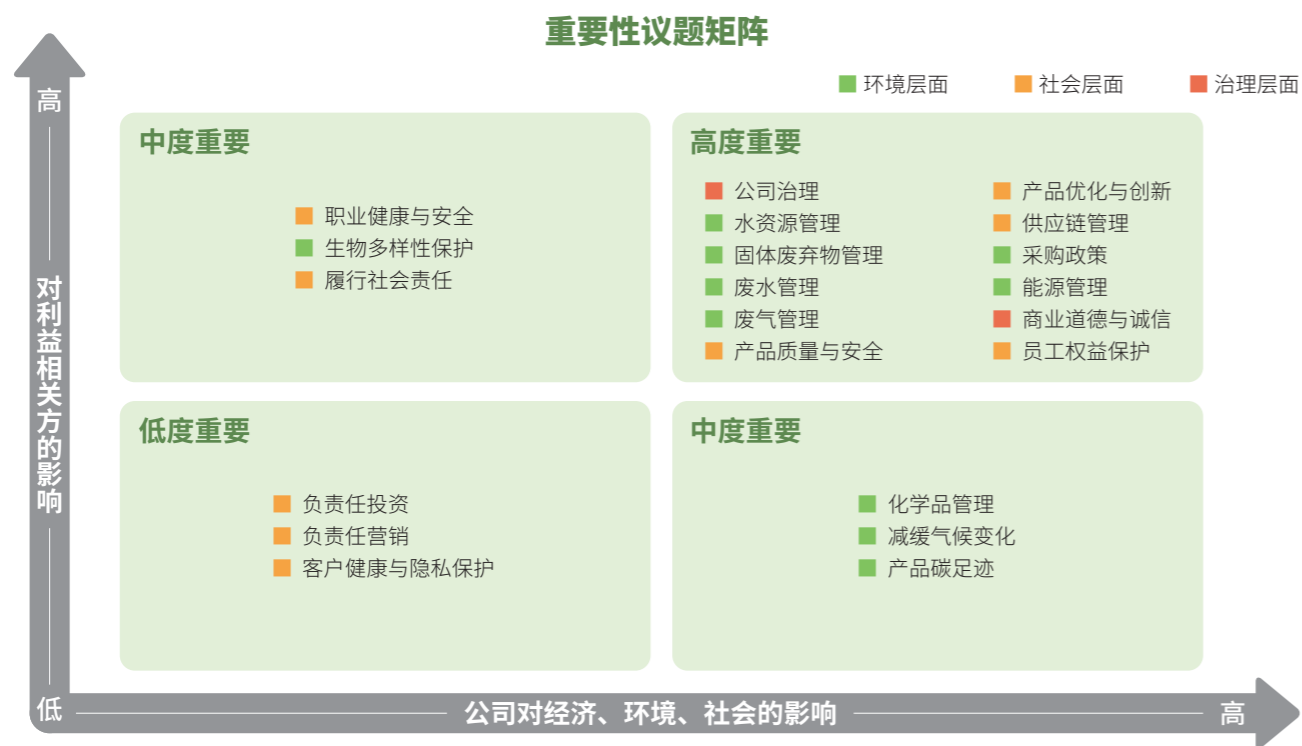 重要性议题矩阵
环境层面
社会层面
治理层面
高
对利益相关方的影响
低
中度重要
职业健康与安全
生物多样性保护
履行社会责任
高度重要
公司治理
水资源管理
固体废弃物管理
废水管理
废气管理
产品质量与安全
产品优化与创新
供应链管理
采购政策
能源管理
商业道德与诚信
员工权益保护
低度重要
负责任投资
负责任营销
客户健康与隐私保护
中度重要
化学品管理
减缓气候变化
产品碳足迹
公司对经济、环境、社会的影响
高